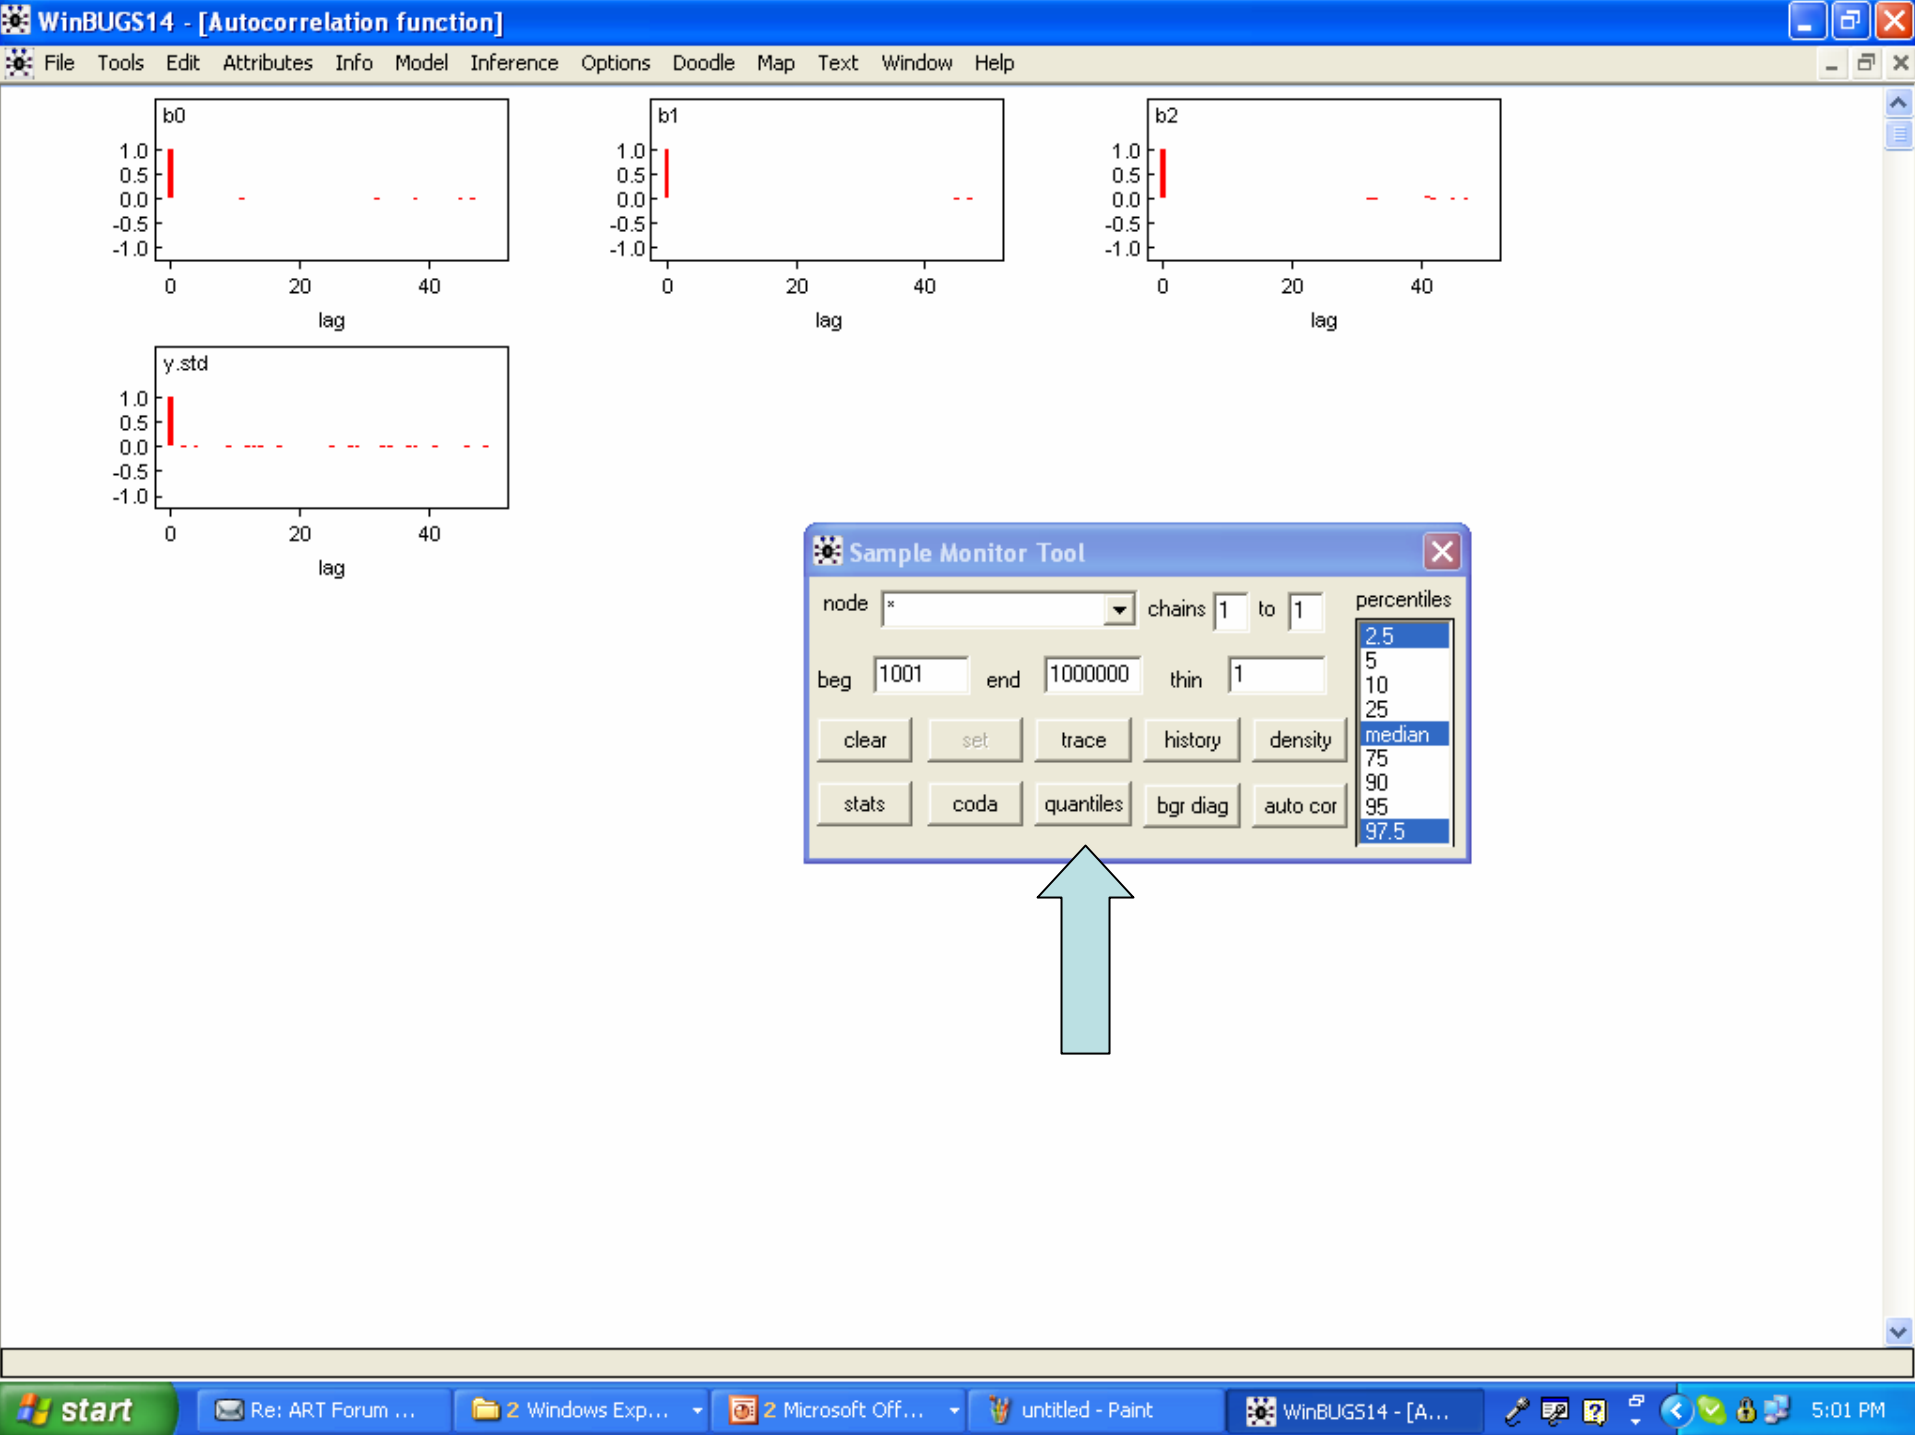 WinBUGS14 - [Autocorrelation function]
File Tools Edit Attributes Info Model Inference Options Doodle Map Text Window Help
b0
1.0
0.5
0.0
-0.5
-1.0
0 20 40
lag
b1
1.0
0.5
0.0
-0.5
-1.0
0 20 40
lag
b2
1.0
0.5
0.0
-0.5
-1.0
0 20 40
lag
y.std
1.0
0.5
0.0
-0.5
-1.0
0 20 40
lag
Sample Monitor Tool
node * chains 1 to 1
beg 1001 end 1000000 thin 1
clear set trace history density
stats coda quantiles bgr diag auto cor
percentiles
2.5
5
10
25
median
75
90
95
97.5
start Re: ART Forum ... 2 Windows Exp... 2 Microsoft Off... untitled - Paint WinBUGS14 - [A... 5:01 PM